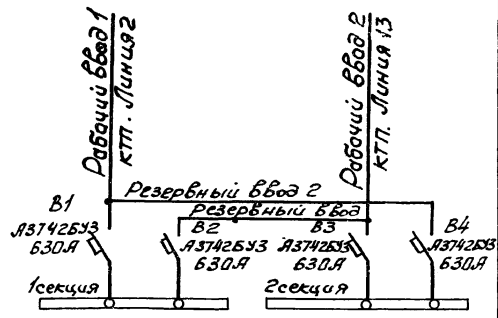 Рабочий ввод 1
КТП. Линия 2
Рабочий ввод 2
КТП. Линия 13
Резервный ввод 2
Резервный ввод
В1
А3742БУ3
630А
В2
А3742БУ3
630А
В3
А3742БУ3
630А
В4
А3742БУ3
630А
1секция
2секция